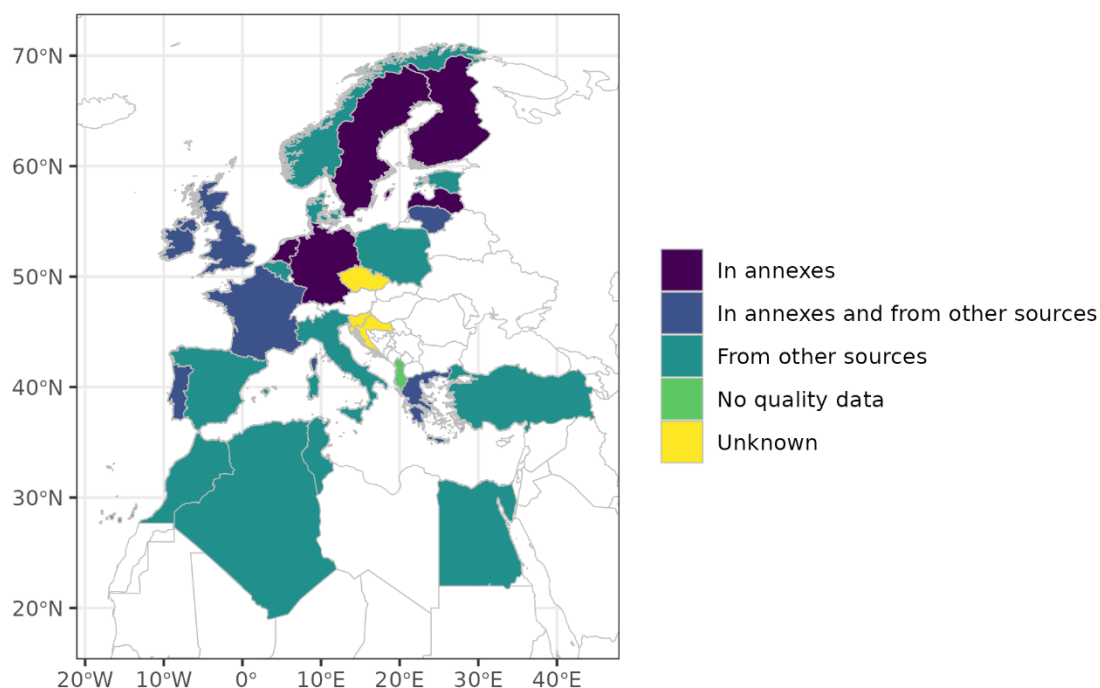 70°N
60°N
50°N
40°N
30°N
20°N
20°W 10°W 0° 10°E 20°E 30°E 40°E
In annexes
In annexes and from other sources
From other sources
No quality data
Unknown